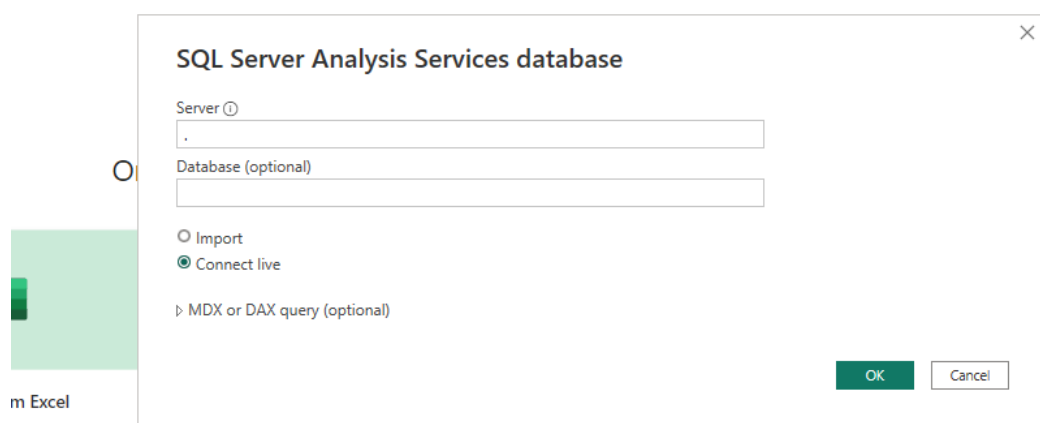 SQL Server Analysis Services database
Server
.
Database (optional)
Import
Connect live
MDX or DAX query (optional)
OK
Cancel
m Excel